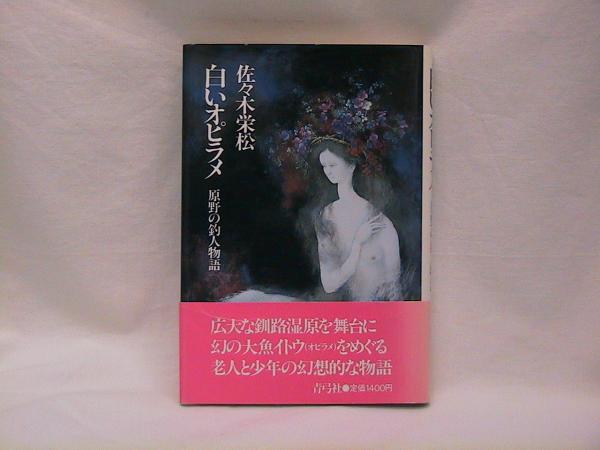 佐々木栄松
白いオピラメ
原野の釣人物語
広大な釧路湿原を舞台に
幻の大魚イトウ(オピラメ)をめぐる
老人と少年の幻想的な物語
青弓社●定価1400円